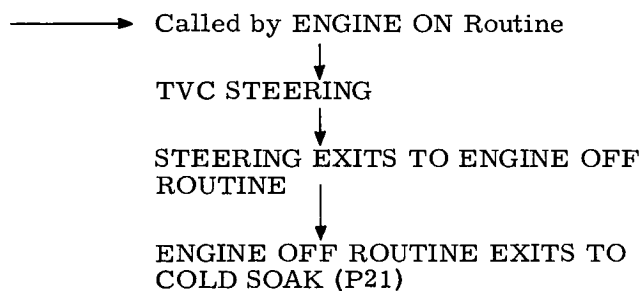 Called by ENGINE ON Routine
TVC STEERING
STEERING EXITS TO ENGINE OFF
ROUTINE
ENGINE OFF ROUTINE EXITS TO
COLD SOAK (P21)